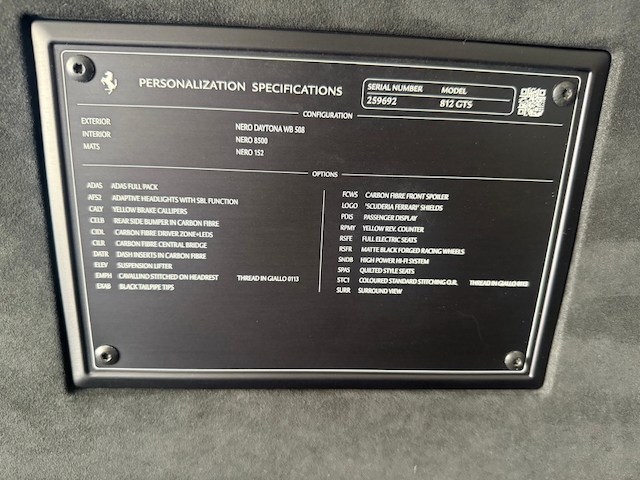 PERSONALIZATION SPECIFICATIONS
SERIAL NUMBER MODEL
259692 812 GTS
CONFIGURATION
EXTERIOR NERO DAYTONA WB 508
INTERIOR NERO 8500
MATS NERO 152
OPTIONS
ADAS ADAS FULL PACK
AFS2 ADAPTIVE HEADLIGHTS WITH SBL FUNCTION
CALY YELLOW BRAKE CALLIPERS
CELB REAR SIDE BUMPER IN CARBON FIBRE
CEDL CARBON FIBRE DRIVER ZONE+LEDS
CILR CARBON FIBRE CENTRAL BRIDGE
DATR DASH INSERTS IN CARBON FIBRE
ELEV SUSPENSION LIFTER
EMPH CAVALLINO STITCHED ON HEADREST THREAD IN GIALLO 0113
EXAB BLACK TAILPIPE TIPS
FCWS CARBON FIBRE FRONT SPOILER
LOGO "SCUDERIA FERRARI" SHIELDS
PDIS PASSENGER DISPLAY
RPMY YELLOW REV. COUNTER
RSFE FULL ELECTRIC SEATS
RSFR MATTE BLACK FORGED RACING WHEELS
SNDB HIGH POWER HI-FI SYSTEM
SPAS QUILTED STYLE SEATS
STC1 COLOURED STANDARD STITCHING O.R. THREAD IN GIALLO 0113
SURR SURROUND VIEW